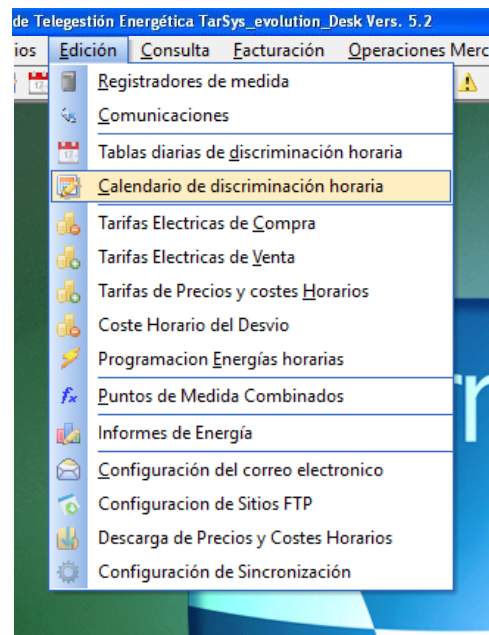 de Telegestión Energética TarSys_evolution_Desk Vers. 5.2
ios Edición Consulta Facturación Operaciones Merc
Registradores de medida
Comunicaciones
Tablas diarias de discriminación horaria
Calendario de discriminación horaria
Tarifas Electricas de Compra
Tarifas Electricas de Venta
Tarifas de Precios y costes Horarios
Coste Horario del Desvio
Programacion Energías horarias
Puntos de Medida Combinados
Informes de Energía
Configuración del correo electronico
Configuracion de Sitios FTP
Descarga de Precios y Costes Horarios
Configuración de Sincronización